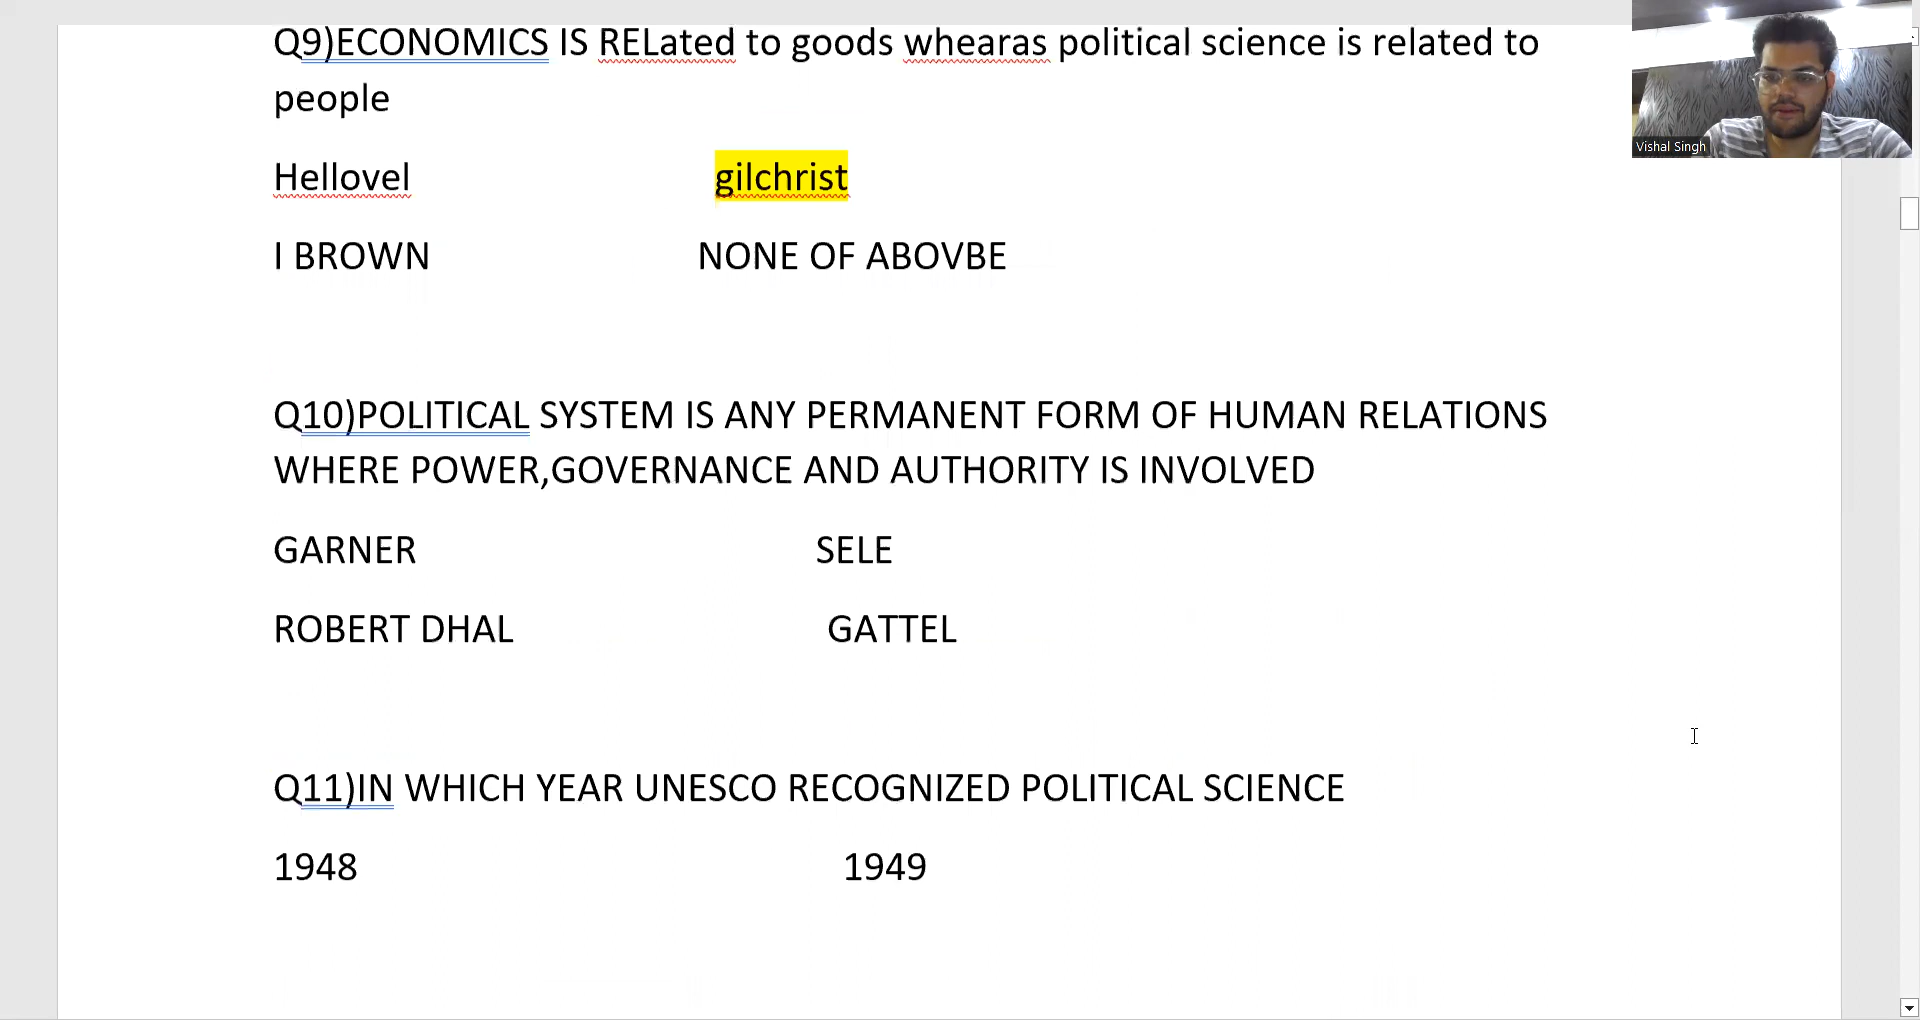 Q9)ECONOMICS IS RELated to goods whearas political science is related to
people
Hellovel gilchrist
I BROWN NONE OF ABOVBE
Q10)POLITICAL SYSTEM IS ANY PERMANENT FORM OF HUMAN RELATIONS
WHERE POWER,GOVERNANCE AND AUTHORITY IS INVOLVED
GARNER SELE
ROBERT DHAL GATTEL
Q11)IN WHICH YEAR UNESCO RECOGNIZED POLITICAL SCIENCE
1948 1949
Vishal Singh